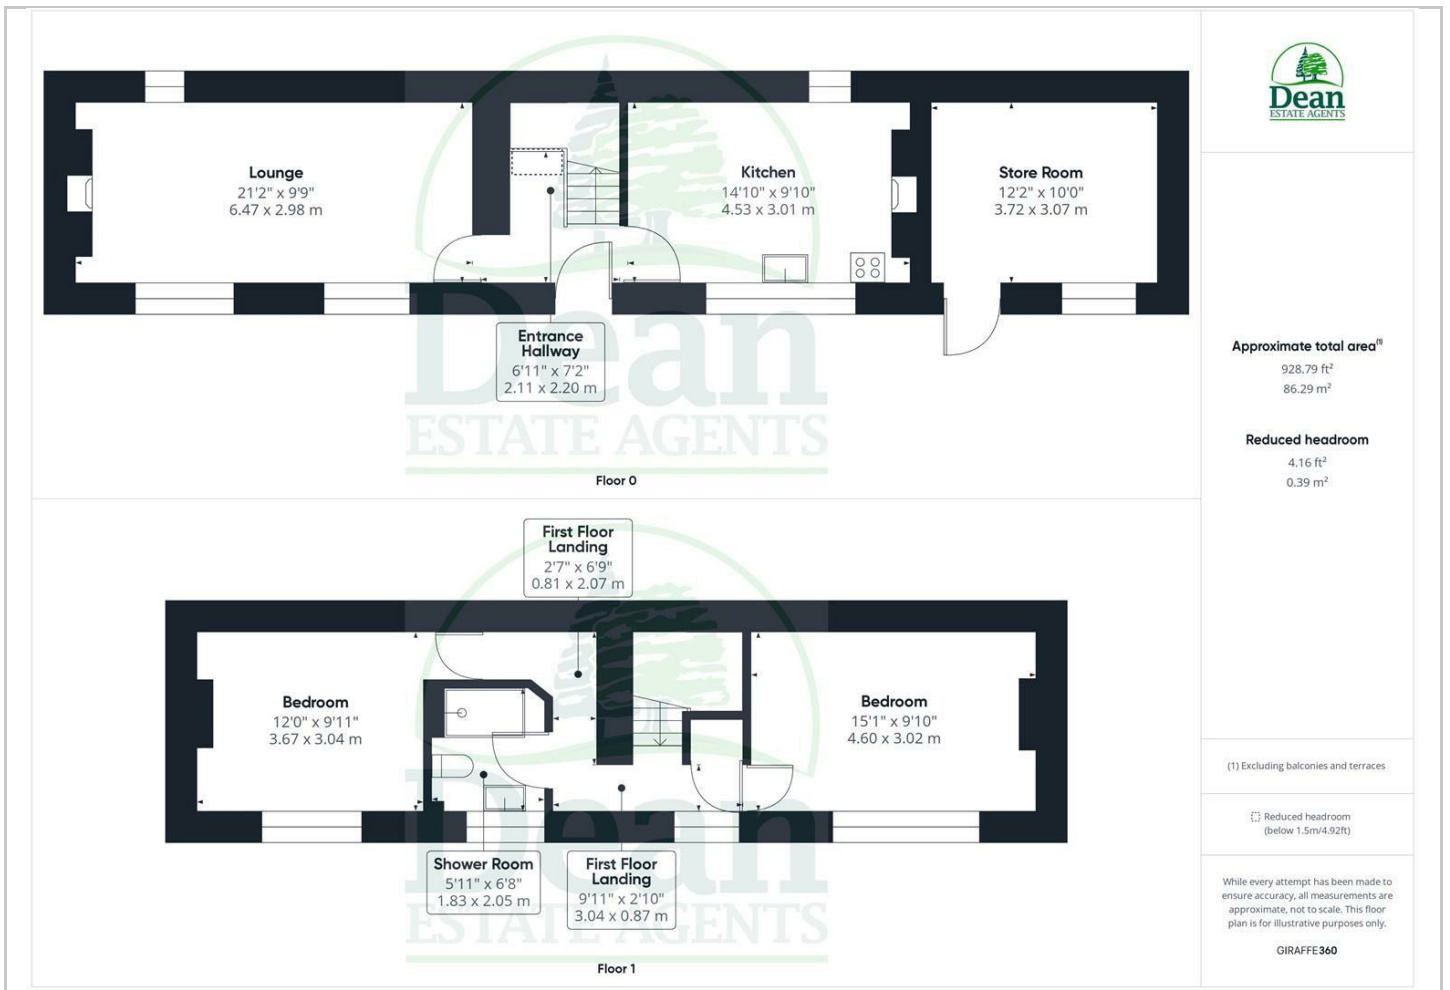 Lounge
21'2" x 9'9"
6.47 x 2.98 m
Kitchen
14'10" x 9'10"
4.53 x 3.01 m
Store Room
12'2" x 10'0"
3.72 x 3.07 m
Entrance
Hallway
6'11" x 7'2"
2.11 x 2.20 m
Dean
ESTATE AGENTS
Floor 0
First Floor
Landing
2'7" x 6'9"
0.81 x 2.07 m
Bedroom
12'0" x 9'11"
3.67 x 3.04 m
Bedroom
15'1" x 9'10"
4.60 x 3.02 m
Shower Room
5'11" x 6'8"
1.83 x 2.05 m
First Floor
Landing
9'11" x 2'10"
3.04 x 0.87 m
Dean
ESTATE AGENTS
Floor 1
Dean
ESTATE AGENTS
Approximate total area(1)
928.79 ft²
86.29 m²
Reduced headroom
4.16 ft²
0.39 m²
(1) Excluding balconies and terraces
Reduced headroom
(below 1.5m/4.92ft)
While every attempt has been made to
ensure accuracy, all measurements are
approximate, not to scale. This floor
plan is for illustrative purposes only.
GIRAFFE360